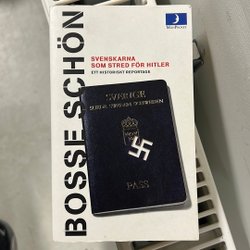 BOSSE SCHÖN
SVENSKARNA
SOM STRED FÖR HITLER
ETT HISTORISKT REPORTAGE
SVERIGE
PASS